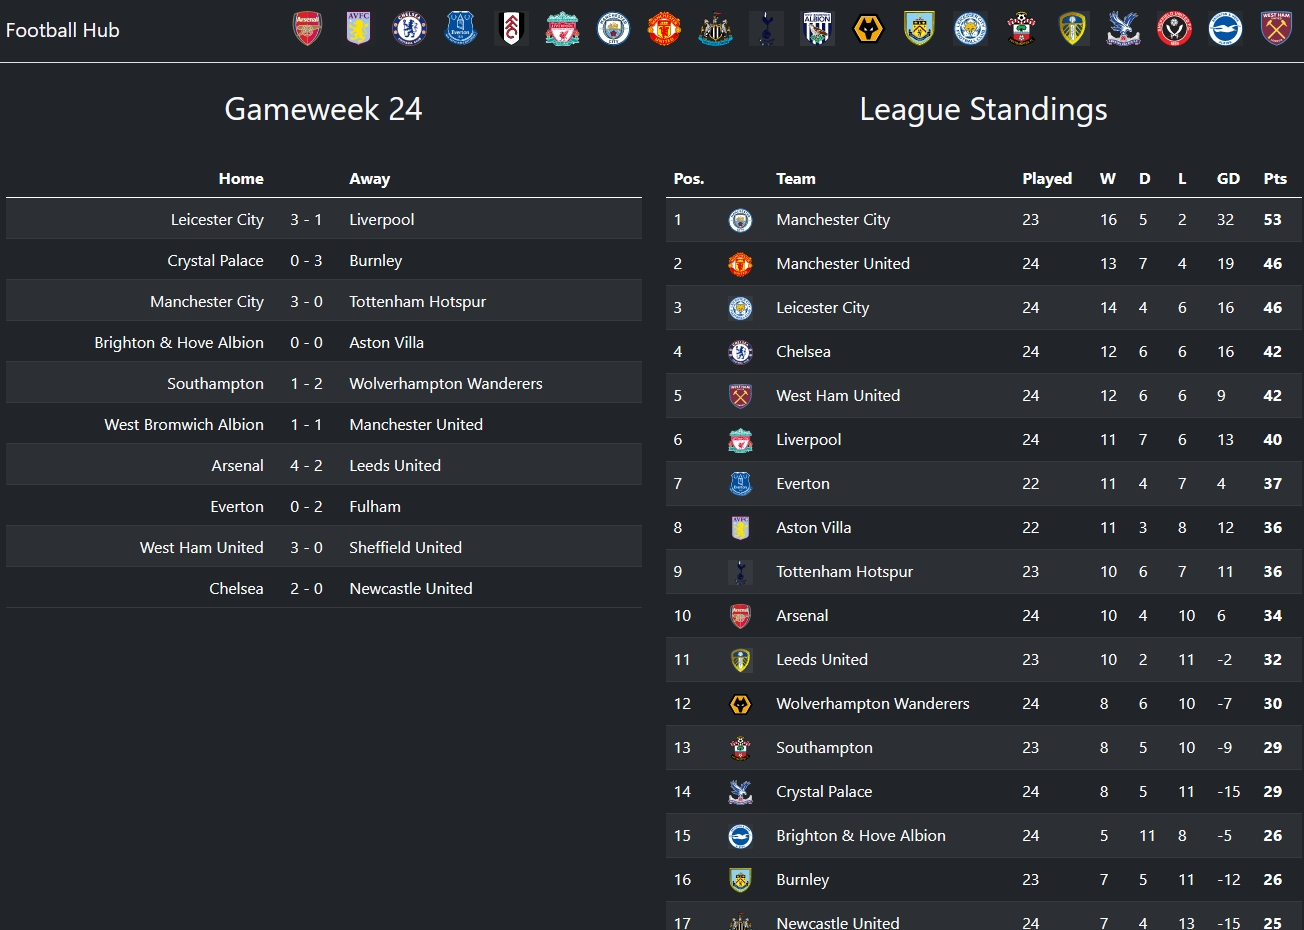 Football Hub
Gameweek 24
Home Away
Leicester City 3 - 1 Liverpool
Crystal Palace 0 - 3 Burnley
Manchester City 3 - 0 Tottenham Hotspur
Brighton & Hove Albion 0 - 0 Aston Villa
Southampton 1 - 2 Wolverhampton Wanderers
West Bromwich Albion 1 - 1 Manchester United
Arsenal 4 - 2 Leeds United
Everton 0 - 2 Fulham
West Ham United 3 - 0 Sheffield United
Chelsea 2 - 0 Newcastle United
League Standings
Pos. Team Played W D L GD Pts
1 Manchester City 23 16 5 2 32 53
2 Manchester United 24 13 7 4 19 46
3 Leicester City 24 14 4 6 16 46
4 Chelsea 24 12 6 6 16 42
5 West Ham United 24 12 6 6 9 42
6 Liverpool 24 11 7 6 13 40
7 Everton 22 11 4 7 4 37
8 Aston Villa 22 11 3 8 12 36
9 Tottenham Hotspur 23 10 6 7 11 36
10 Arsenal 24 10 4 10 6 34
11 Leeds United 23 10 2 11 -2 32
12 Wolverhampton Wanderers 24 8 6 10 -7 30
13 Southampton 23 8 5 10 -9 29
14 Crystal Palace 24 8 5 11 -15 29
15 Brighton & Hove Albion 24 5 11 8 -5 26
16 Burnley 23 7 5 11 -12 26
17 Newcastle United 24 7 4 13 -15 25